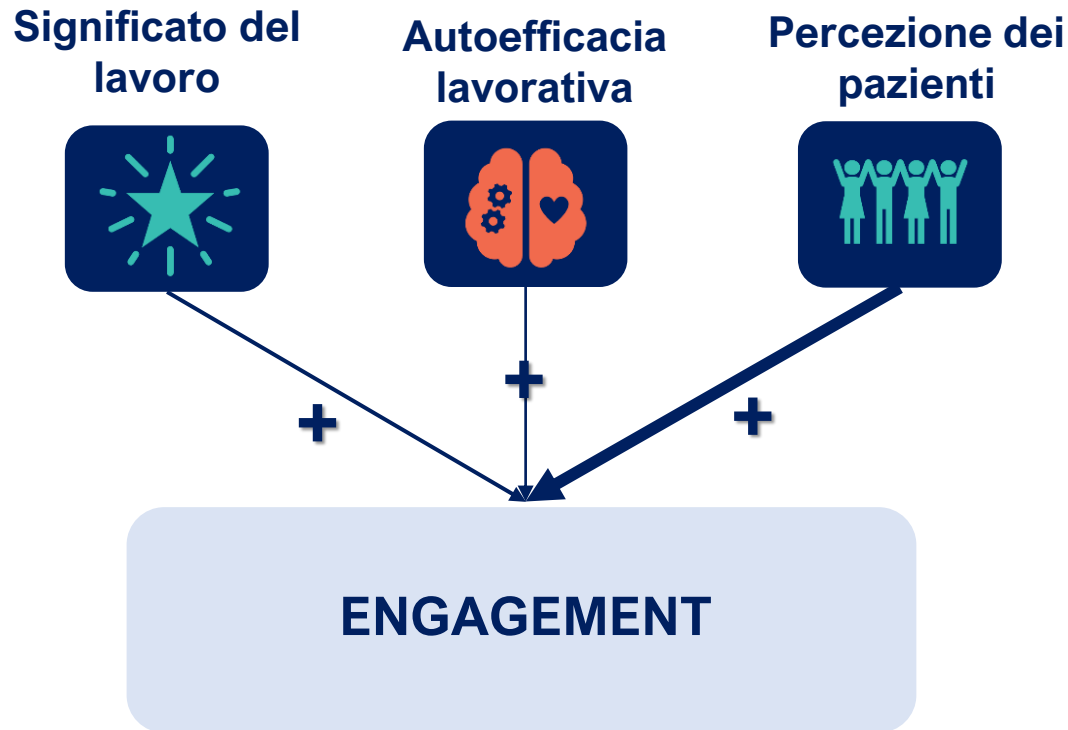 Significato del
lavoro
Autoefficacia
lavorativa
Percezione dei
pazienti
+
+
+
ENGAGEMENT